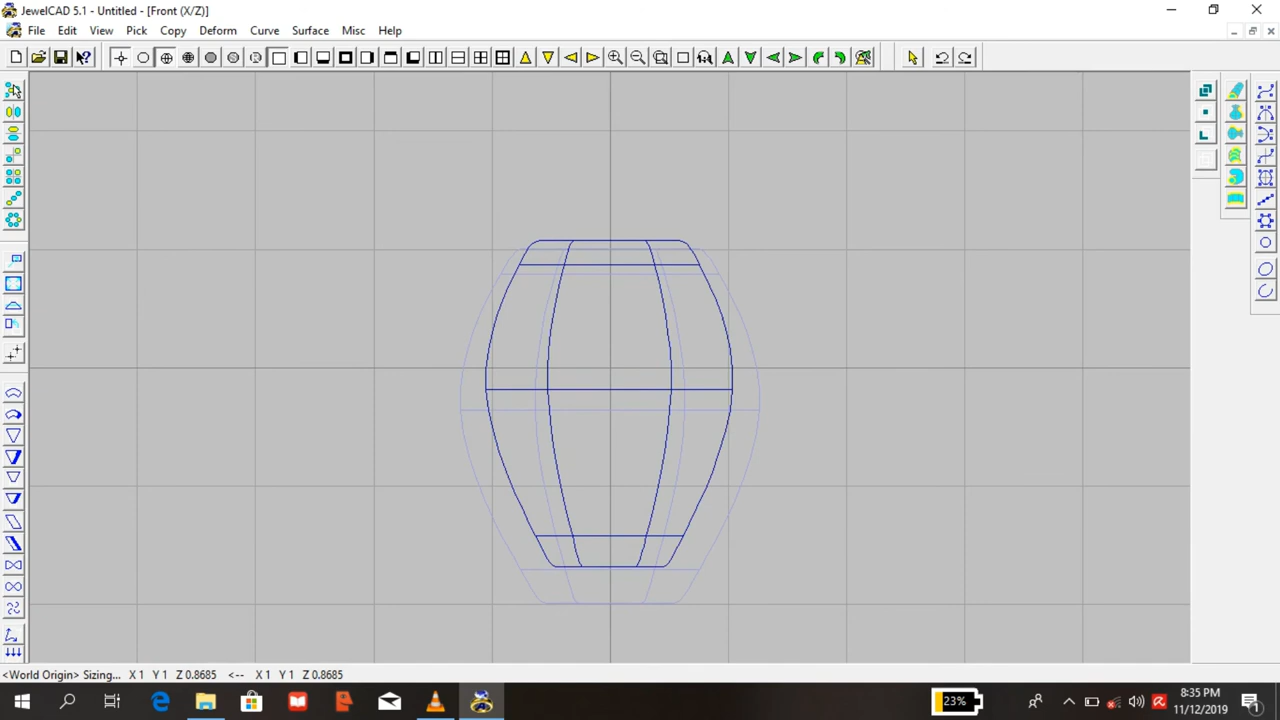 JewelCAD 5.1 - Untitled - [Front (X/Z)]
File Edit View Pick Copy Deform Curve Surface Misc Help
<World Origin> Sizing... X 1 Y 1 Z 0.8685 <-- X 1 Y 1 Z 0.8685
23%
8:35 PM
11/12/2019
1